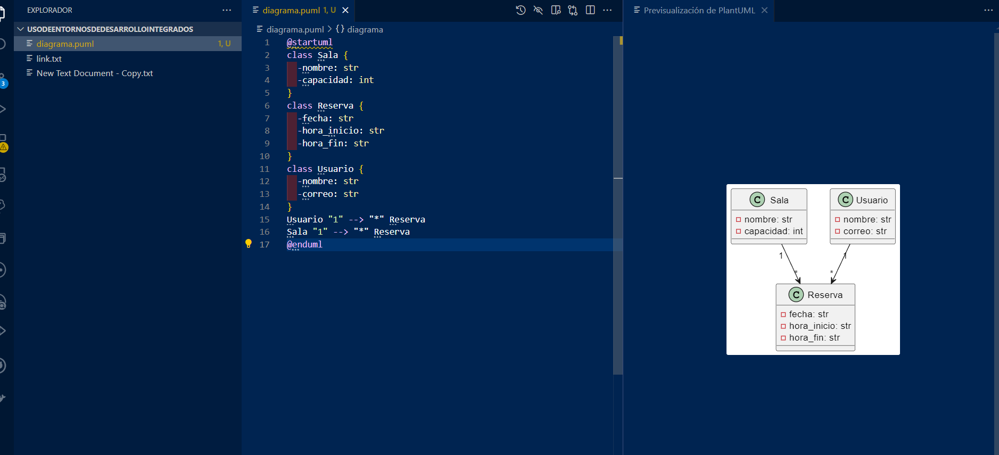 EXPLORADOR
USODEENTORNOSDEDESARROLLOINTEGRADOS
diagrama.puml 1, U
link.txt
New Text Document - Copy.txt
3
diagrama.puml 1, U
diagrama.puml > {} diagrama
1 @startuml
2 class Sala {
3 -nombre: str
4 -capacidad: int
5 }
6 class Reserva {
7 -fecha: str
8 -hora_inicio: str
9 -hora_fin: str
10 }
11 class Usuario {
12 -nombre: str
13 -correo: str
14 }
15 Usuario "1" --> "*" Reserva
16 Sala "1" --> "*" Reserva
17 @enduml
Previsualización de PlantUML
C Sala
nombre: str
capacidad: int
C Usuario
nombre: str
correo: str
1
1
*
*
C Reserva
fecha: str
hora_inicio: str
hora_fin: str